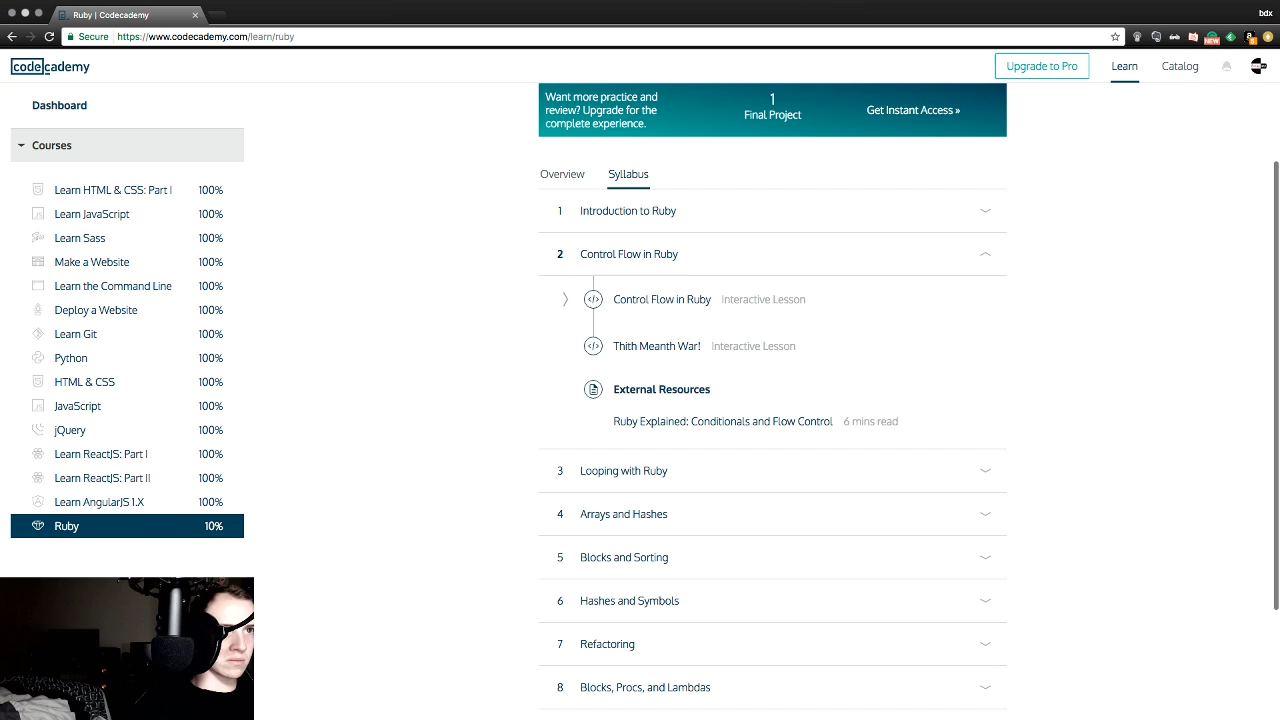 Ruby | Codecademy
bdx
Secure https://www.codecademy.com/learn/ruby
NEW
codecademy
Upgrade to Pro
Learn
Catalog
Dashboard
Courses
Learn HTML & CSS: Part I 100%
Learn JavaScript 100%
Learn Sass 100%
Make a Website 100%
Learn the Command Line 100%
Deploy a Website 100%
Learn Git 100%
Python 100%
HTML & CSS 100%
JavaScript 100%
jQuery 100%
Learn ReactJS: Part I 100%
Learn ReactJS: Part II 100%
Learn AngularJS 1.X 100%
Ruby 10%
Want more practice and
review? Upgrade for the
complete experience.
1
Final Project
Get Instant Access »
Overview
Syllabus
1 Introduction to Ruby
2 Control Flow in Ruby
Control Flow in Ruby Interactive Lesson
Thith Meanth War! Interactive Lesson
External Resources
Ruby Explained: Conditionals and Flow Control 6 mins read
3 Looping with Ruby
4 Arrays and Hashes
5 Blocks and Sorting
6 Hashes and Symbols
7 Refactoring
8 Blocks, Procs, and Lambdas